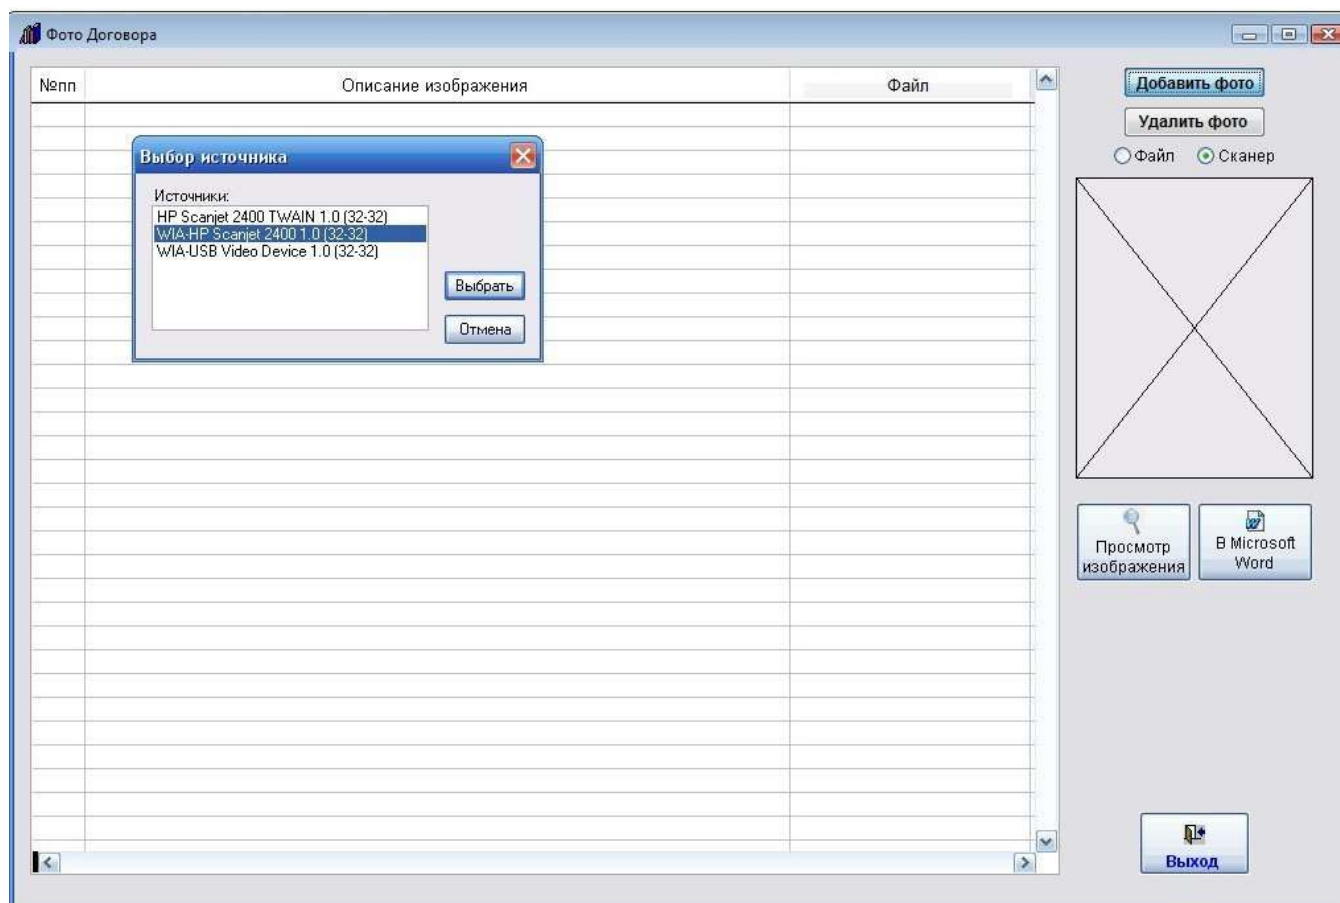 Фото Договора
№пп Описание изображения Файл
Добавить фото
Удалить фото
Файл Сканер
Выбор источника
Источники:
HP Scanjet 2400 TWAIN 1.0 (32-32)
WIA-HP Scanjet 2400 1.0 (32-32)
WIA-USB Video Device 1.0 (32-32)
Выбрать
Отмена
Просмотр
изображения
В Microsoft
Word
Выход